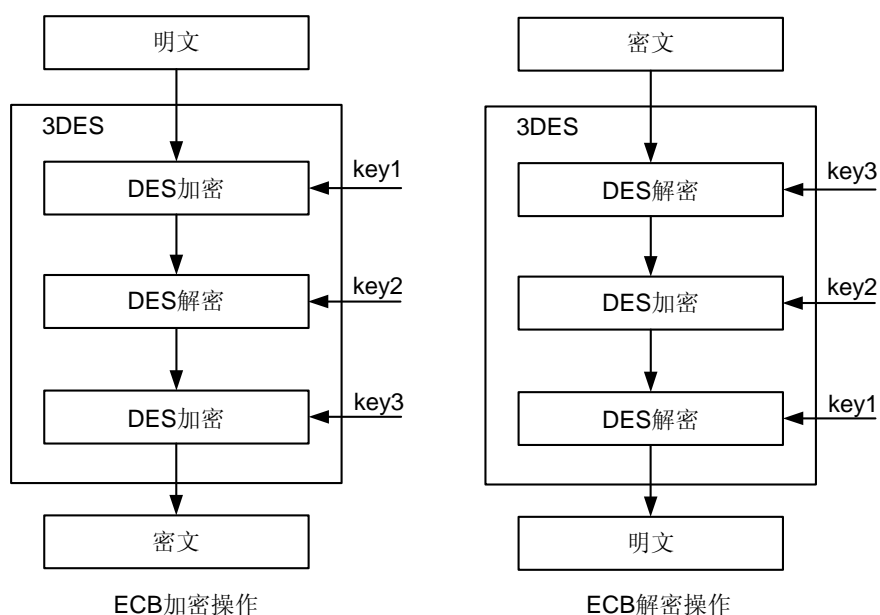 明文
3DES
DES加密
key1
DES解密
key2
DES加密
key3
密文
ECB加密操作
密文
3DES
DES解密
key3
DES加密
key2
DES解密
key1
明文
ECB解密操作